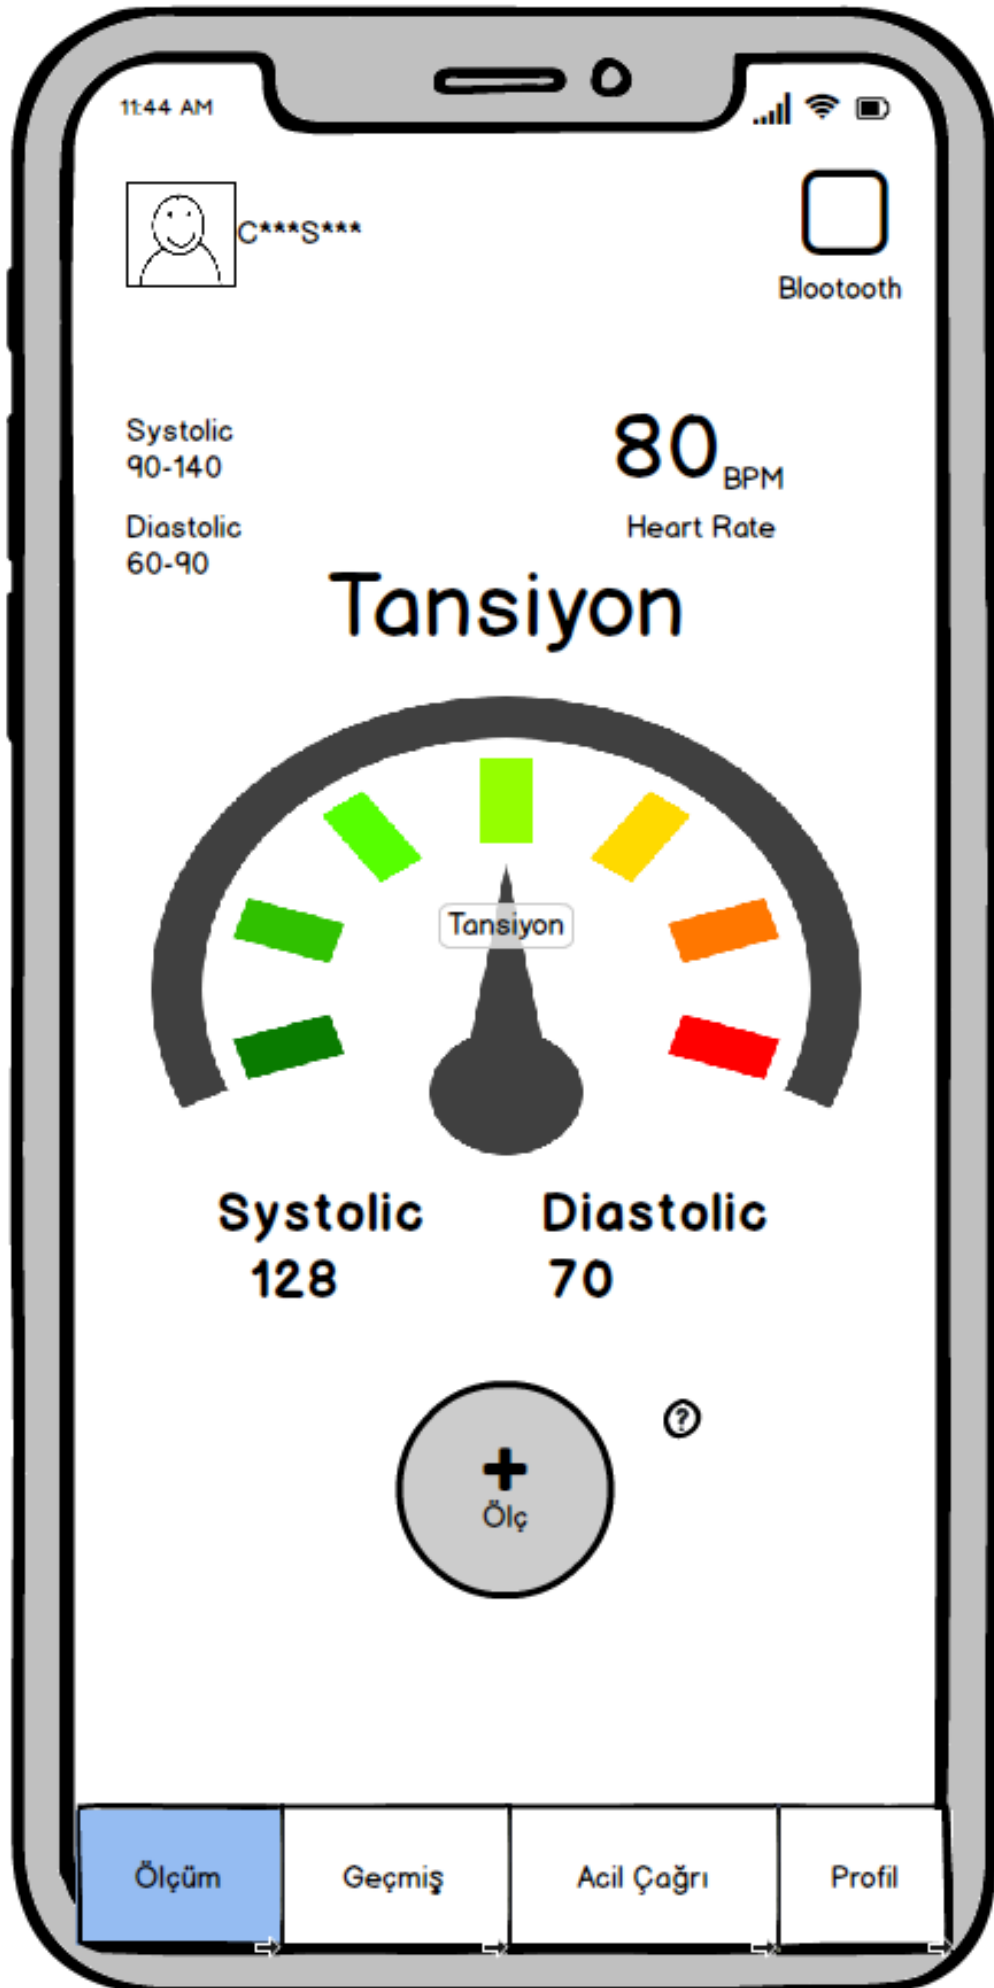 11:44 AM
C***S***
Blootooth
Systolic
90-140
80 BPM
Diastolic
60-90
Heart Rate
Tansiyon
Tansiyon
Systolic Diastolic
128 70
?
+
Ölç
Ölçüm Geçmiş Acil Çağrı Profil